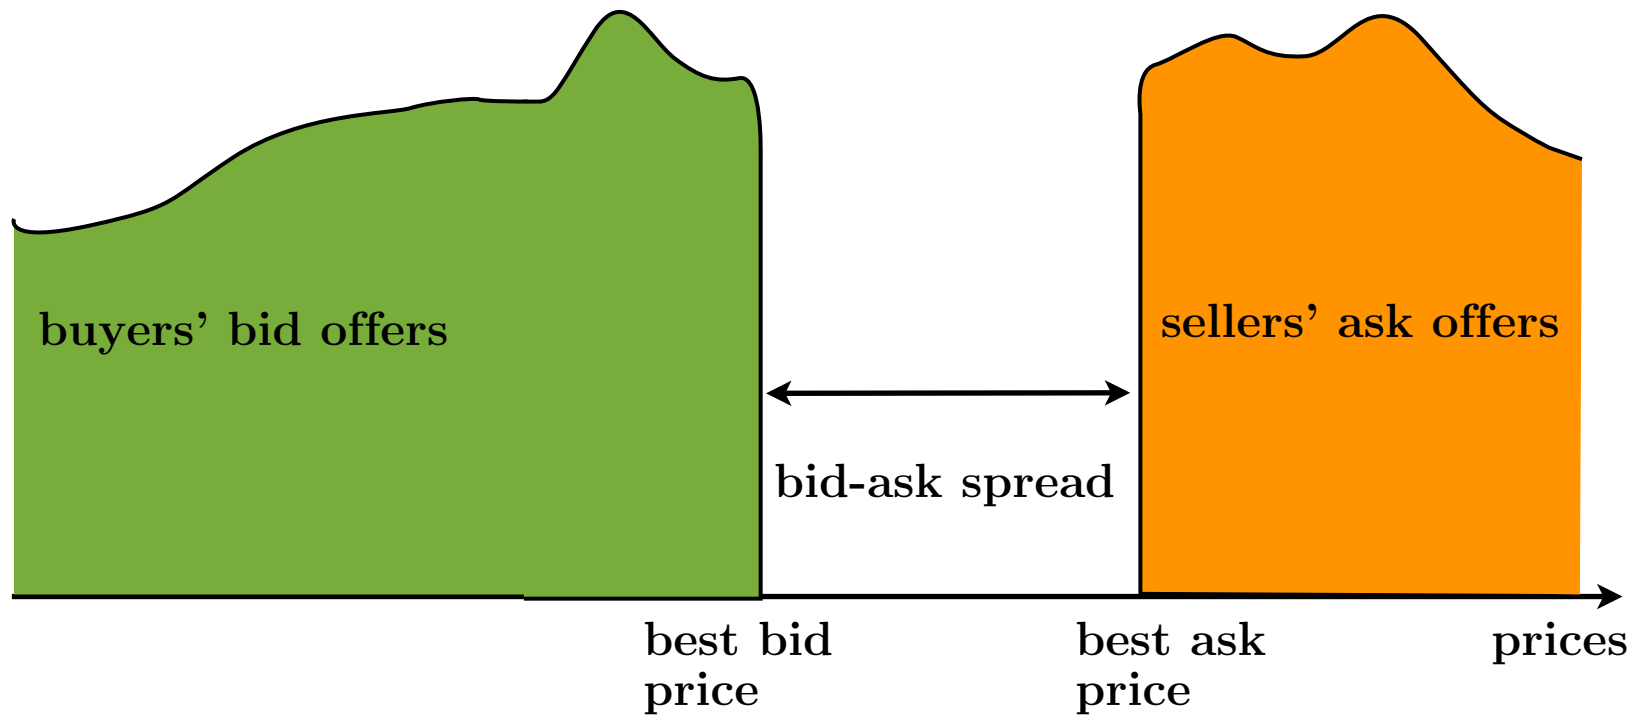 buyers’ bid offers
sellers’ ask offers
bid-ask spread
best bid
price
best ask
price
prices